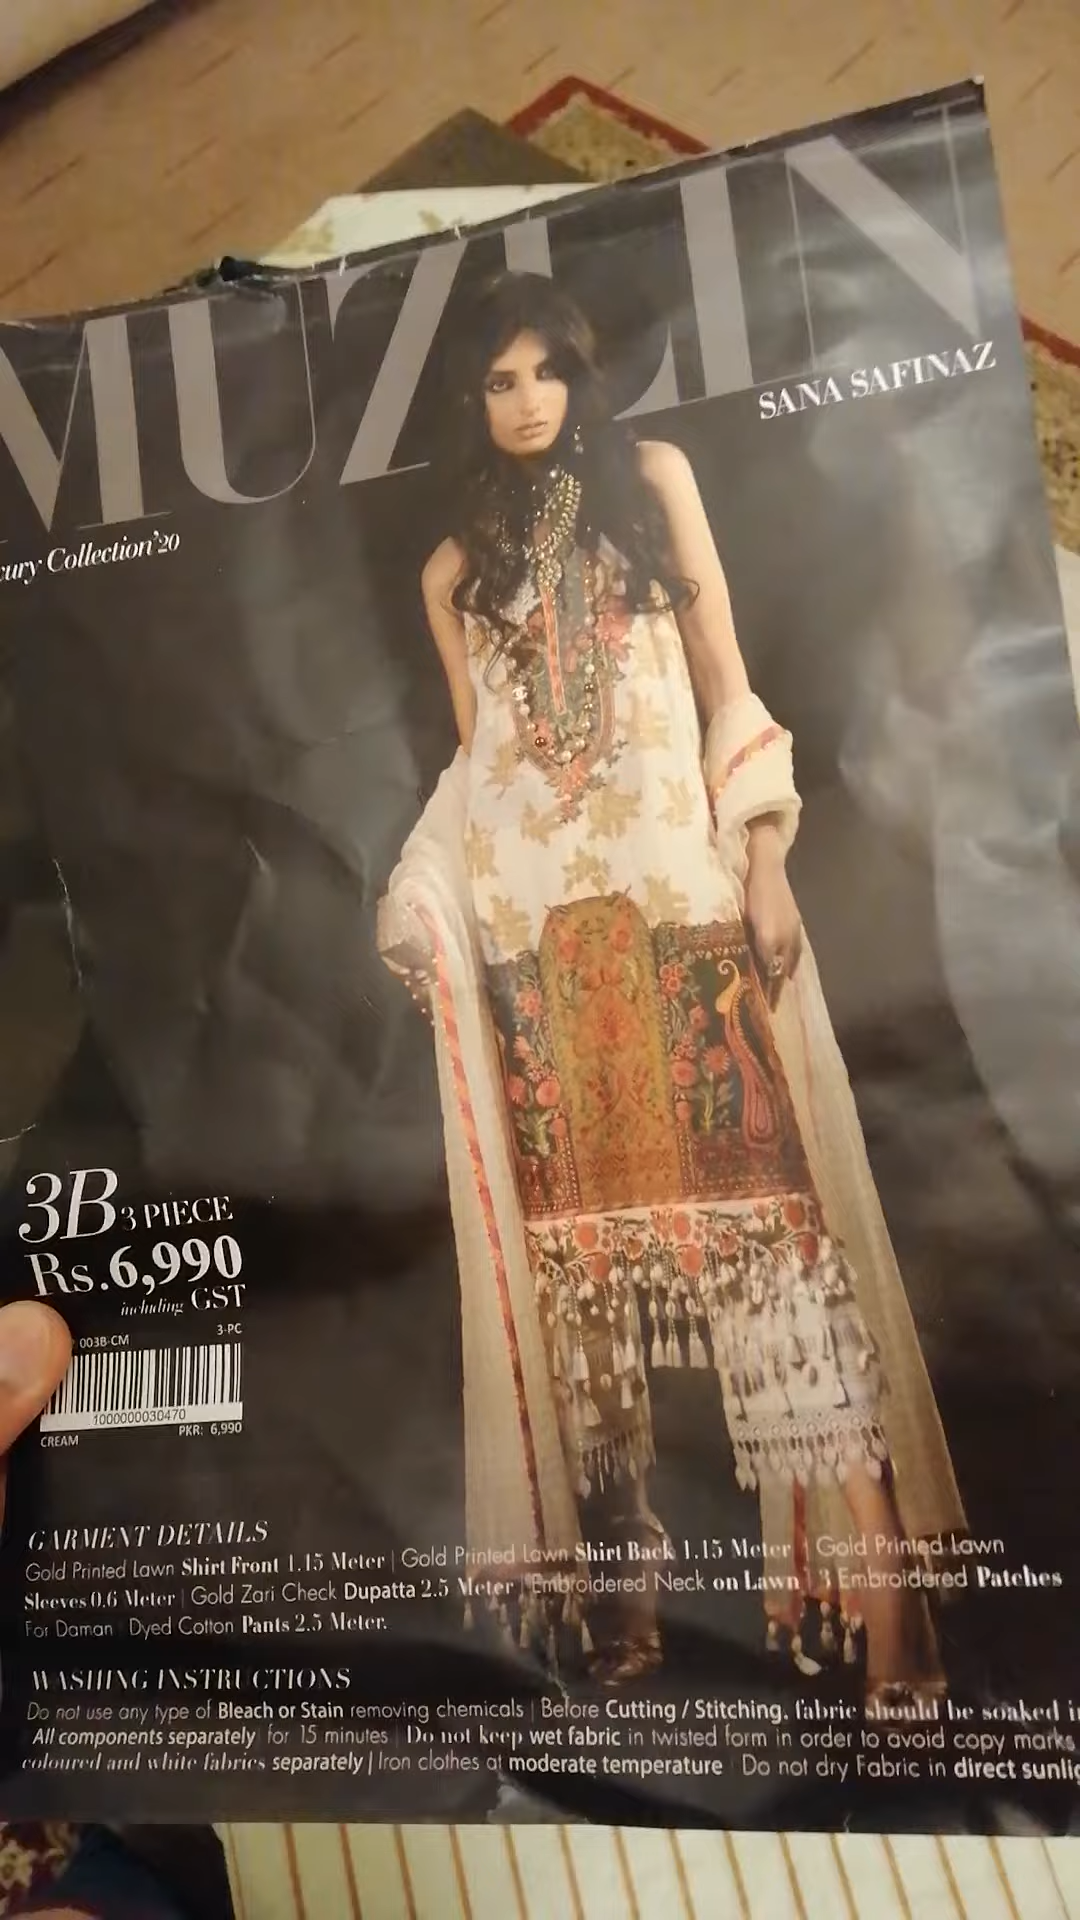 MUZLIN
SANA SAFINAZ
Collection'20
3B 3 PIECE
Rs.6,990
including GST
003B-CM 3-PC
1000000030470
CREAM PKR: 6,990
GARMENT DETAILS
Gold Printed Lawn Shirt Front 1.15 Meter | Gold Printed Lawn Shirt Back 1.15 Meter | Gold Printed Lawn
Sleeves 0.6 Meter | Gold Zari Check Dupatta 2.5 Meter | Embroidered Neck on Lawn | 3 Embroidered Patches
For Daman | Dyed Cotton Pants 2.5 Meter.
WASHING INSTRUCTIONS
Do not use any type of Bleach or Stain removing chemicals | Before Cutting / Stitching, fabric should be soaked
All components separately for 15 minutes | Do not keep wet fabric in twisted form in order to avoid copy marks
coloured and white fabrics separately | Iron clothes at moderate temperature | Do not dry Fabric in direct